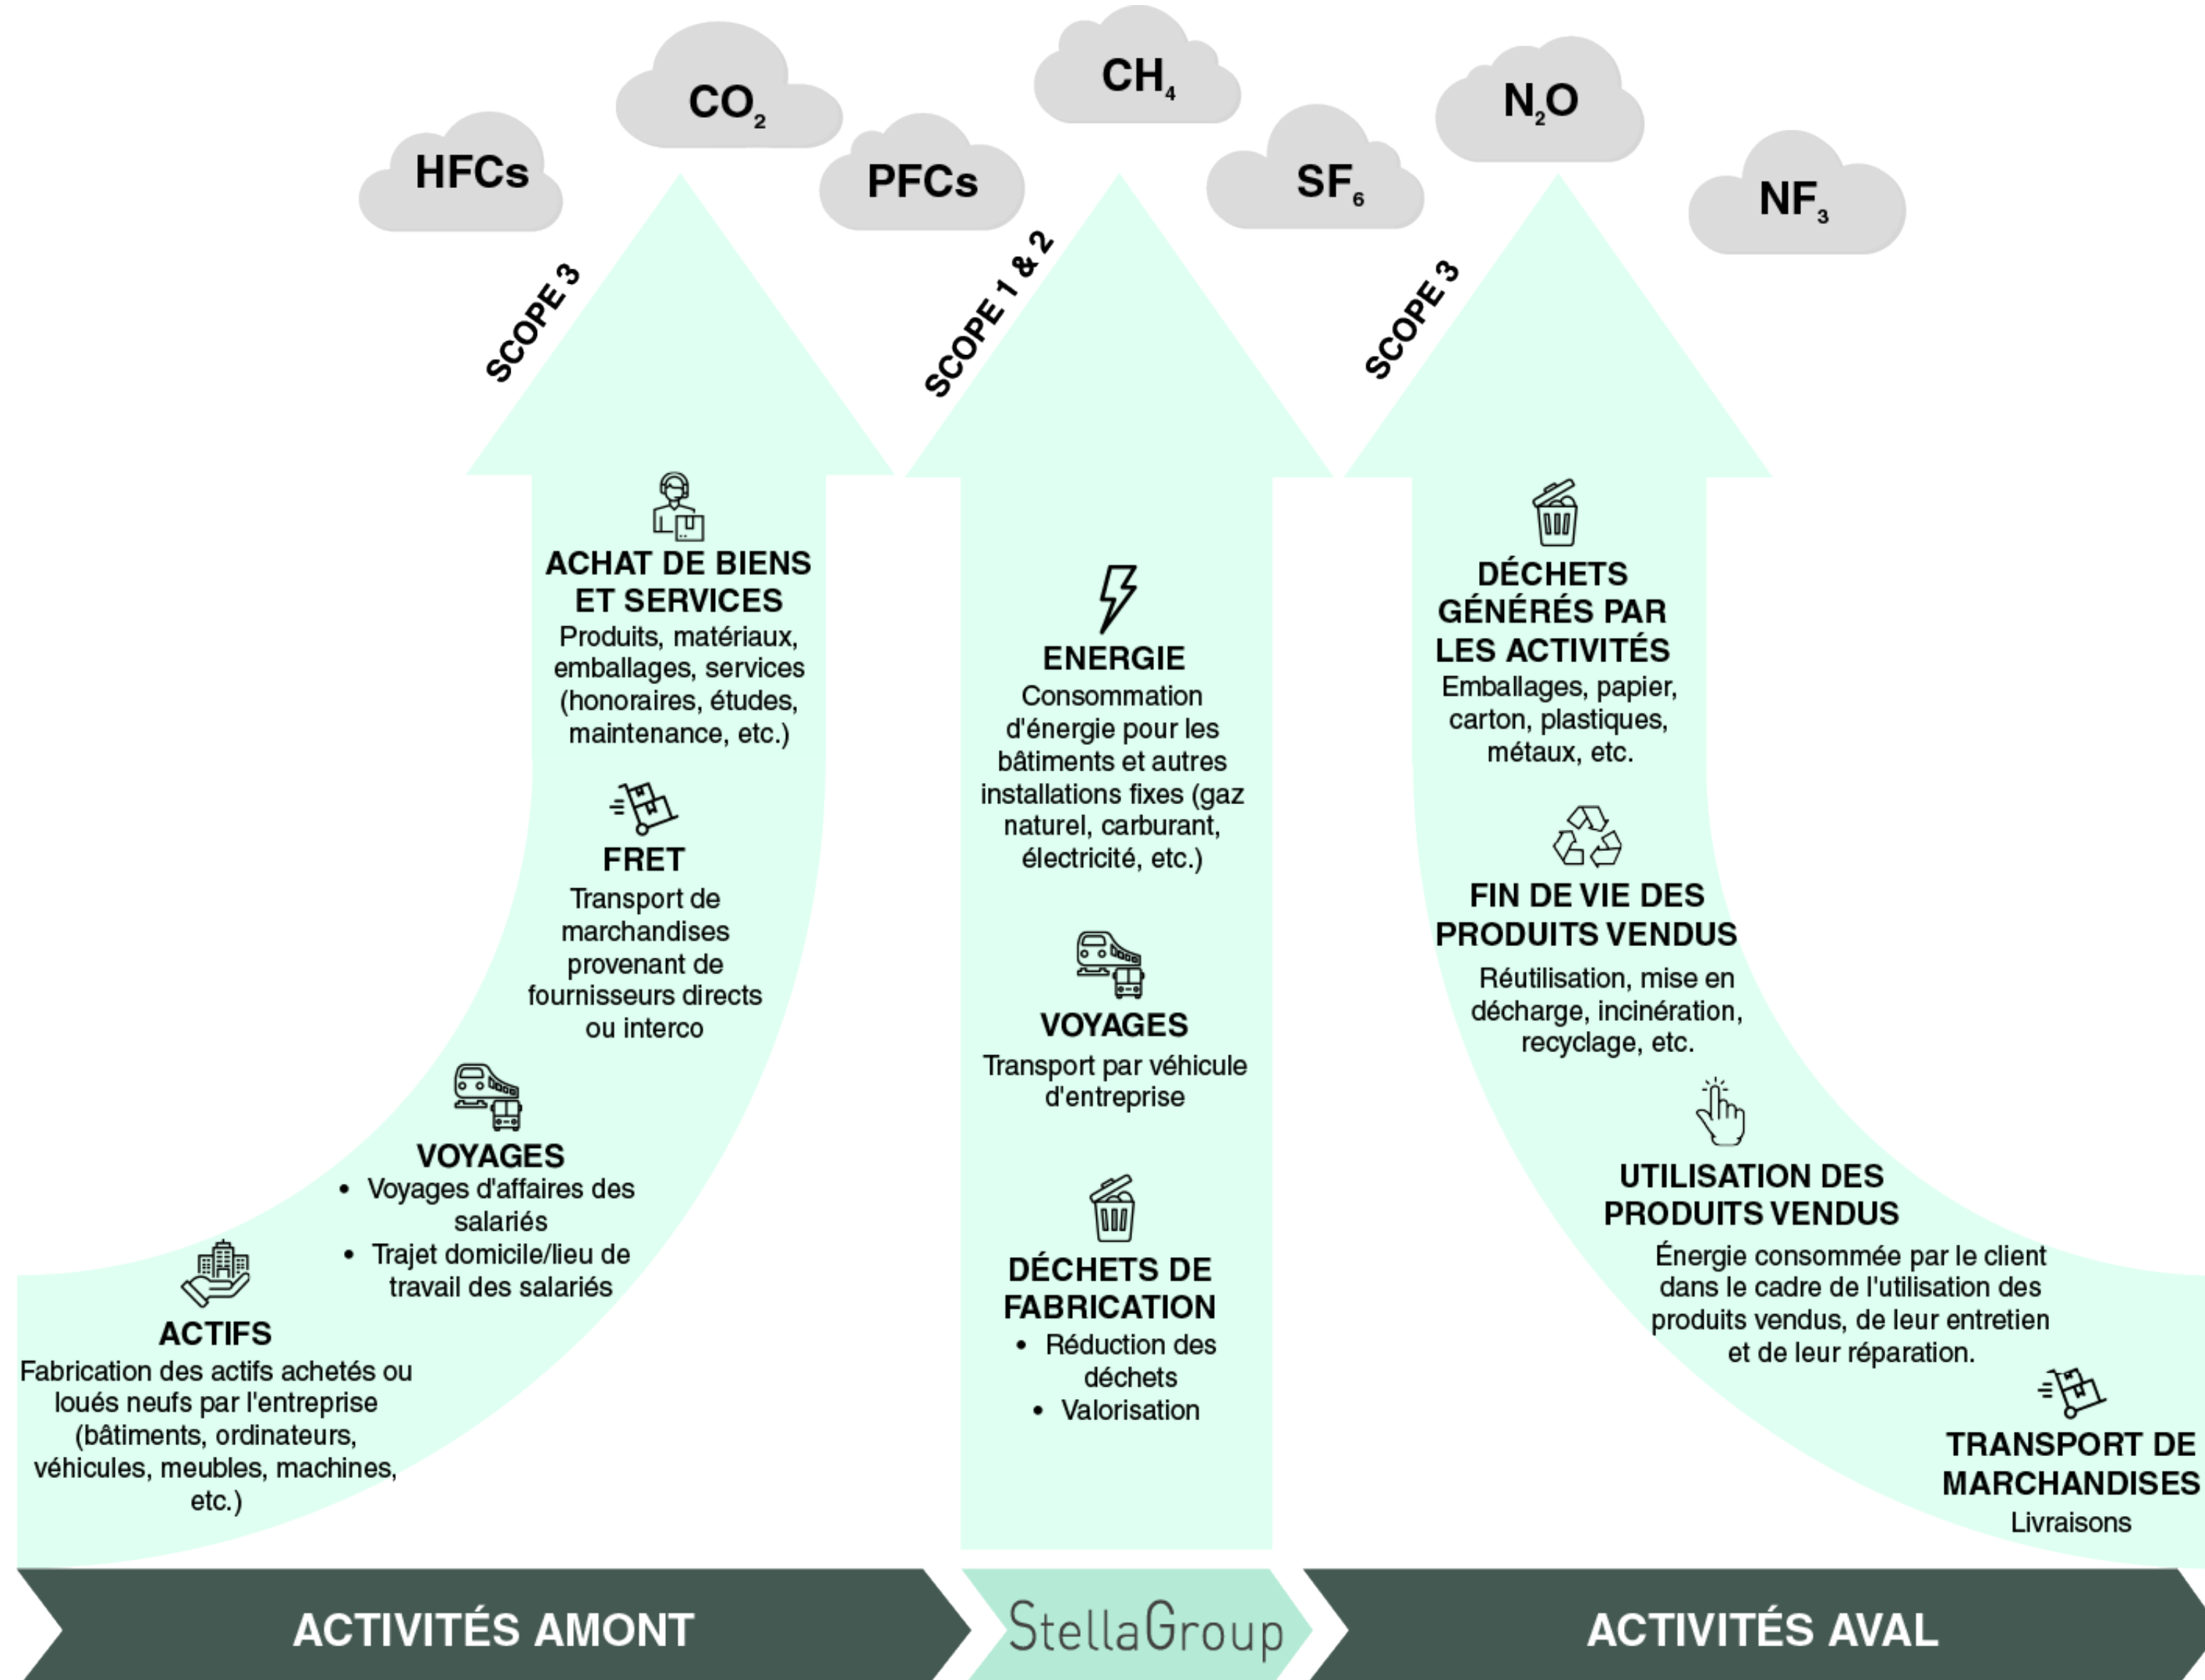 HFCs
CO₂
PFCs
CH₄
SF₆
N₂O
NF₃
SCOPE 3
ACHAT DE BIENS
ET SERVICES
Produits, matériaux,
emballages, services
(honoraires, études,
maintenance, etc.)
FRET
Transport de
marchandises
provenant de
fournisseurs directs
ou interco
VOYAGES
• Voyages d'affaires des
salariés
• Trajet domicile/lieu de
travail des salariés
ACTIFS
Fabrication des actifs achetés ou
loués neufs par l'entreprise
(bâtiments, ordinateurs,
véhicules, meubles, machines,
etc.)
SCOPE 1 & 2
ENERGIE
Consommation
d'énergie pour les
bâtiments et autres
installations fixes (gaz
naturel, carburant,
électricité, etc.)
VOYAGES
Transport par véhicule
d'entreprise
DÉCHETS DE
FABRICATION
• Réduction des
déchets
• Valorisation
SCOPE 3
DÉCHETS
GÉNÉRÉS PAR
LES ACTIVITÉS
Emballages, papier,
carton, plastiques,
métaux, etc.
FIN DE VIE DES
PRODUITS VENDUS
Réutilisation, mise en
décharge, incinération,
recyclage, etc.
UTILISATION DES
PRODUITS VENDUS
Énergie consommée par le client
dans le cadre de l'utilisation des
produits vendus, de leur entretien
et de leur réparation.
TRANSPORT DE
MARCHANDISES
Livraisons
ACTIVITÉS AMONT
StellaGroup
ACTIVITÉS AVAL